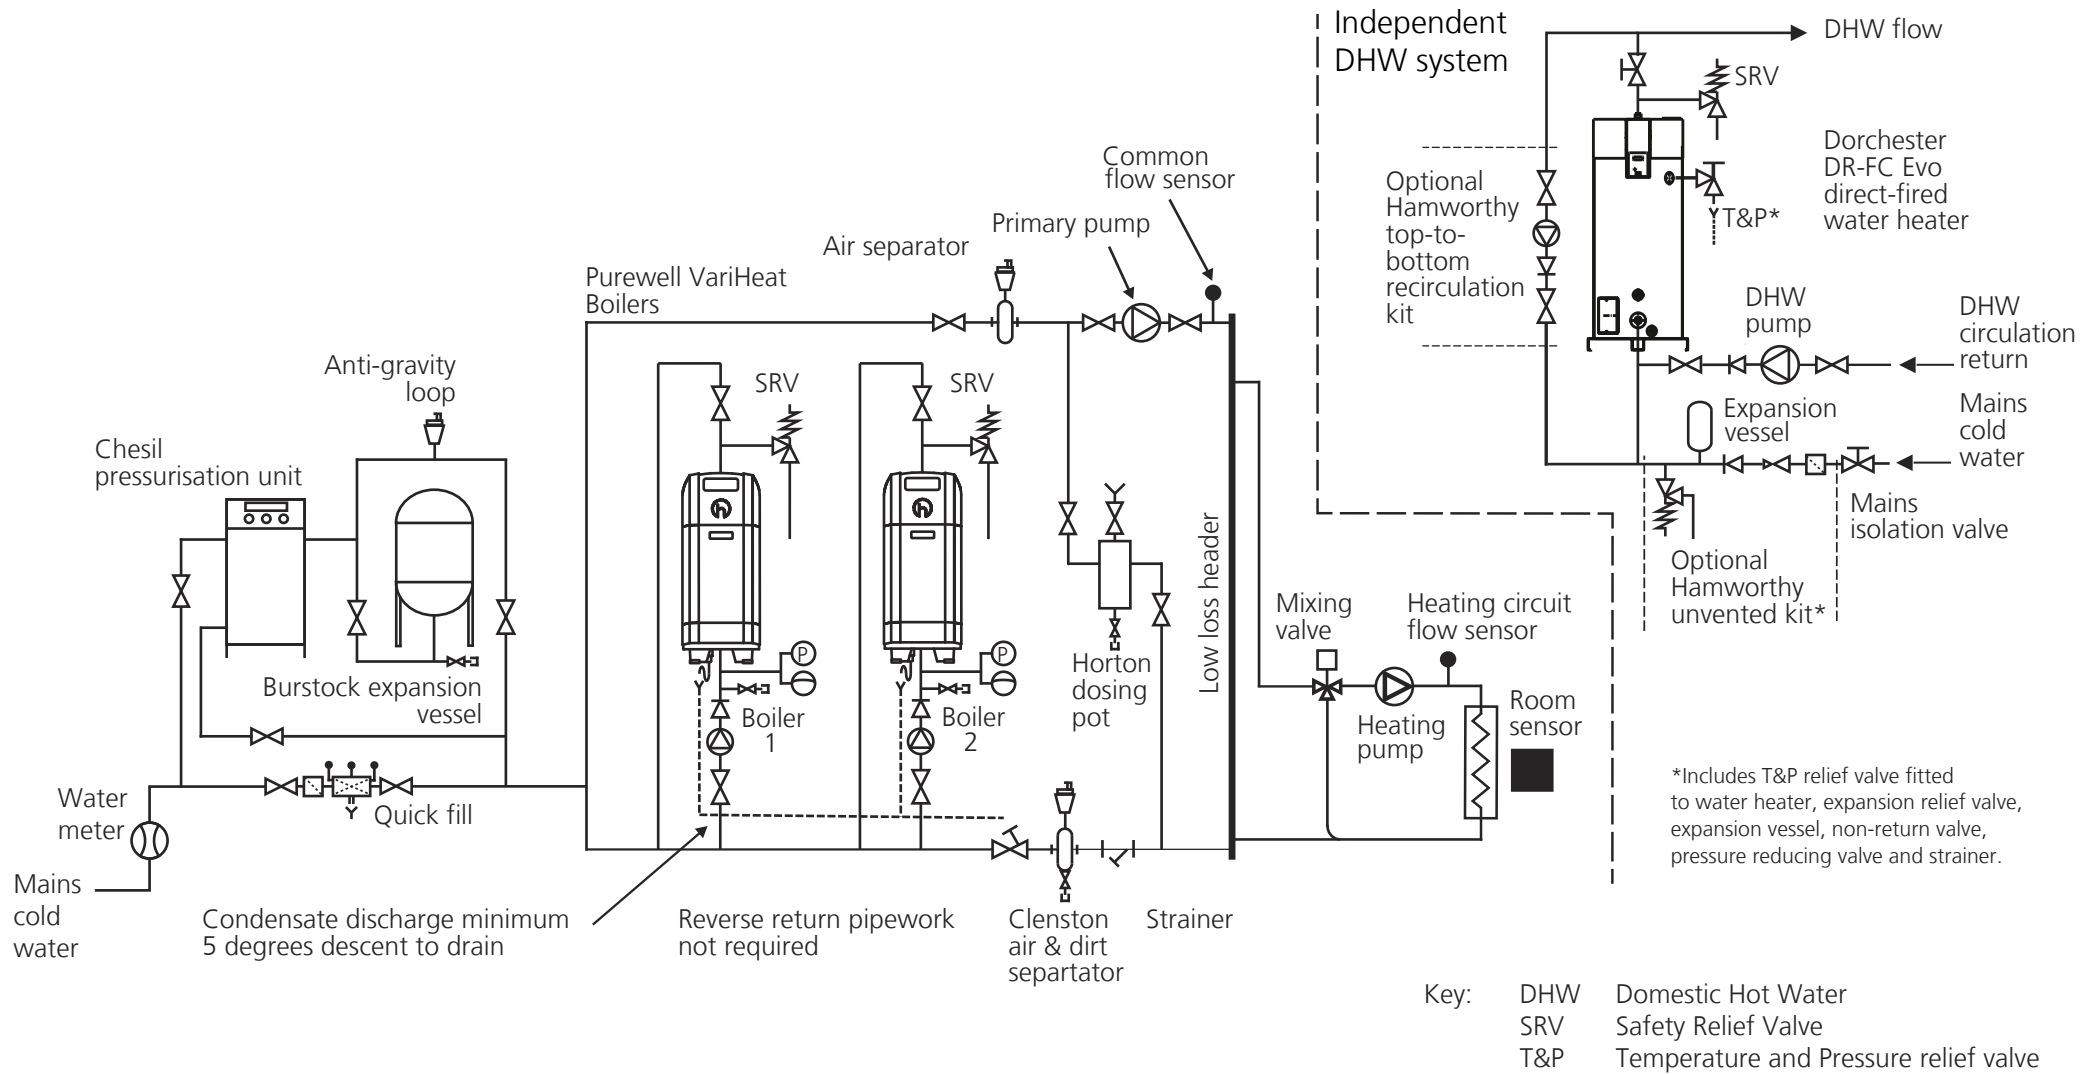 Independent
DHW system
DHW flow
SRV
Dorchester
DR-FC Evo
direct-fired
water heater
T&P*
Optional
Hamworthy
top-to-
bottom
recirculation
kit
DHW
pump
DHW
circulation
return
Expansion
vessel
Mains
cold
water
Mains
isolation valve
Optional
Hamworthy
unvented kit*
Common
flow sensor
Primary pump
Air separator
Purewell VariHeat
Boilers
Anti-gravity
loop
Chesil
pressurisation unit
SRV
SRV
Burstock expansion
vessel
P
P
Boiler
1
Boiler
2
Horton
dosing
pot
Low loss header
Mixing
valve
Heating circuit
flow sensor
Heating
pump
Room
sensor
Water
meter
Quick fill
Mains
cold
water
Condensate discharge minimum
5 degrees descent to drain
Reverse return pipework
not required
Clenston
air & dirt
separtator
Strainer
*Includes T&P relief valve fitted
to water heater, expansion relief valve,
expansion vessel, non-return valve,
pressure reducing valve and strainer.
Key: DHW Domestic Hot Water
SRV Safety Relief Valve
T&P Temperature and Pressure relief valve